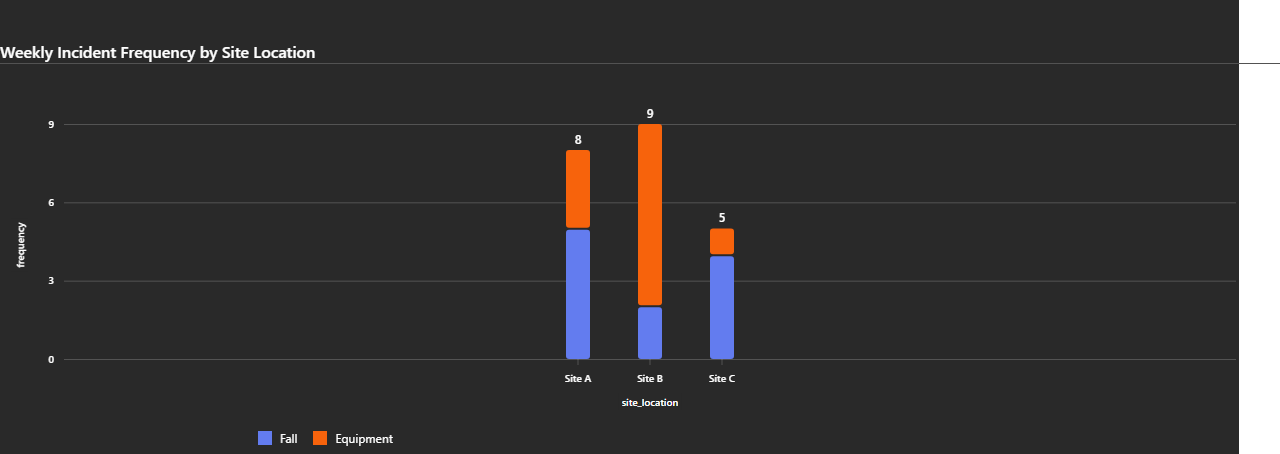 Weekly Incident Frequency by Site Location
9
8
9
6
5
frequency
3
0
Site A Site B Site C
site_location
Fall Equipment